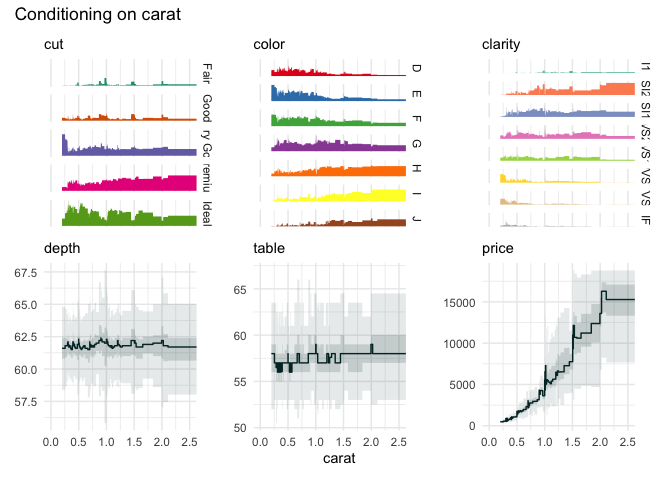 Conditioning on carat
cut
color
clarity
Fair
Good
ry Gc
remiu
Ideal
D
E
F
G
H
I
J
I1
SI2
SI1
VS
VS
IF
depth
table
price
67.5
65.0
62.5
60.0
57.5
65
60
55
50
15000
10000
5000
0
0.0 0.5 1.0 1.5 2.0 2.5
0.0 0.5 1.0 1.5 2.0 2.5
0.0 0.5 1.0 1.5 2.0 2.5
carat